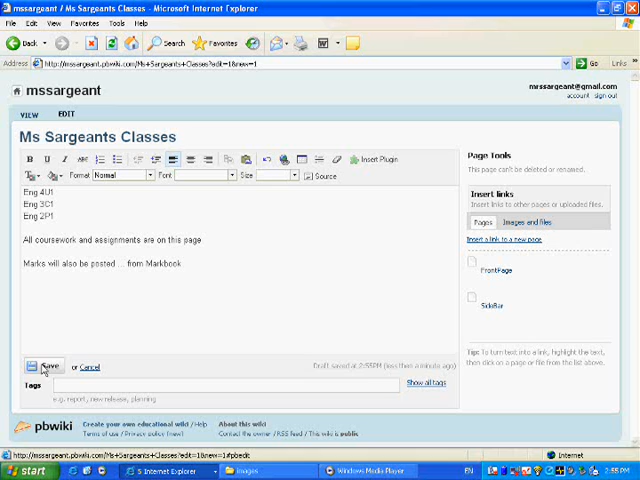 mssargeant / Ms Sargeants Classes - Microsoft Internet Explorer
File Edit View Favorites Tools Help
Back Search Favorites
Address http://mssargeant.pbwiki.com/Ms+Sargeants+Classes?edit=1&new=1 Go Links
mssargeant
mrssargeant@gmail.com
account sign out
VIEW EDIT
Ms Sargeants Classes
B I U ABC Insert Plugin
Format Normal Font Size Source
Eng 4U1
Eng 3C1
Eng 2P1
All coursework and assignments are on this page
Marks will also be posted ... from Markbook
Save or Cancel
Draft saved at 2:55PM (less then a minute ago)
Tags
Show all tags
e.g. report, new release, planning
Page Tools
This page can't be deleted or renamed.
Insert links
Insert links to other pages or uploaded files.
Pages Images and files
Insert a link to a new page
FrontPage
SideBar
Tip: To turn text into a link, highlight the text,
then click on a page or file from the list.
pbwiki
Create your own educational wiki / Help
Terms of use / Privacy policy (new)
About this wiki
Contact the owner / RSS feed / This wiki is public
http://mssargeant.pbwiki.com/Ms+Sargeants+Classes?edit=1&new=1#pbedit
Internet
start 5 Internet Explorer Images Windows Media Player EN 2:55 PM